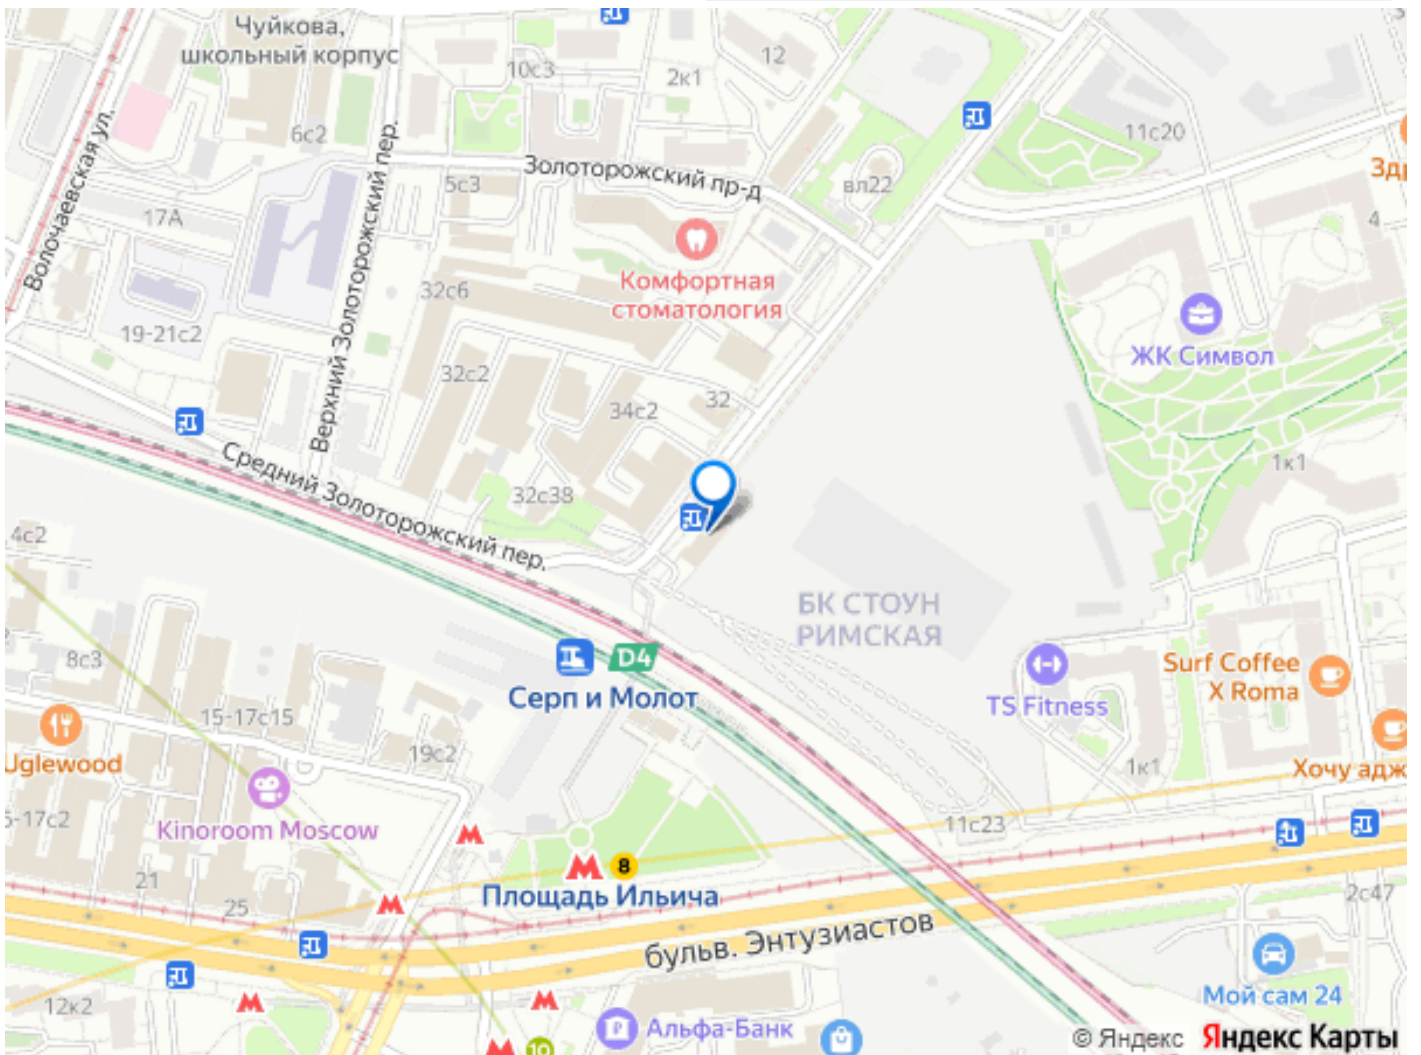 Чуйкова,
школьный корпус
10с3
2к1
12
11с20
6с2
Волочаевская ул.
Верхний Золоторожский пер.
Золоторожский пр-д
5с3
вл22
17А
4
Комфортная
стоматология
32с6
19-21с2
ЖК Символ
32с2
34с2
32
1к1
Средний Золоторожский пер.
32с38
4с2
БК СТОУН
РИМСКАЯ
D4
Серп и Молот
8с3
Surf Coffee
X Roma
TS Fitness
15-17с15
19с2
Uglewood
1к1
Хочу адж
Kinoroom Moscow
5-17с2
11с23
8
Площадь Ильича
21
25
2с47
бульв. Энтузиастов
12к2
Мой сам 24
Альфа-Банк
10
© Яндекс Яндекс Карты